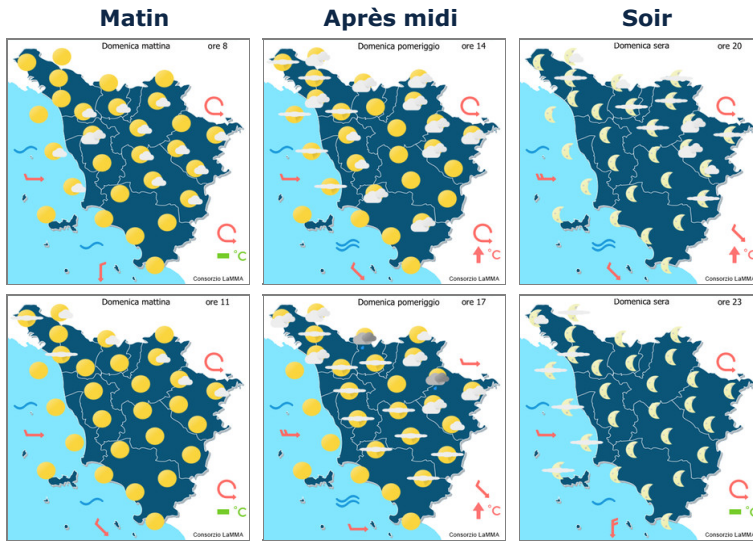 Matin
Après midi
Soir
Domenica mattina ore 8
°C
Consorzio LaMMA
Domenica pomeriggio ore 14
°C
Consorzio LaMMA
Domenica sera ore 20
°C
Consorzio LaMMA
Domenica mattina ore 11
°C
Consorzio LaMMA
Domenica pomeriggio ore 17
°C
Consorzio LaMMA
Domenica sera ore 23
°C
Consorzio LaMMA